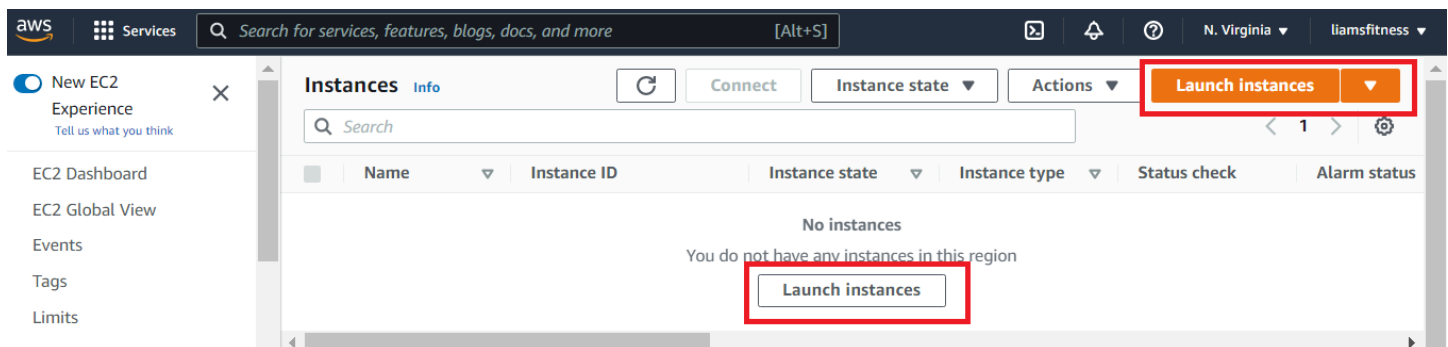 aws
Services
Search for services, features, blogs, docs, and more
[Alt+S]
N. Virginia
liamsfitness
New EC2
Experience
Tell us what you think
EC2 Dashboard
EC2 Global View
Events
Tags
Limits
Instances Info
Connect
Instance state
Actions
Launch instances
Search
1
Name
Instance ID
Instance state
Instance type
Status check
Alarm status
No instances
You do not have any instances in this region
Launch instances